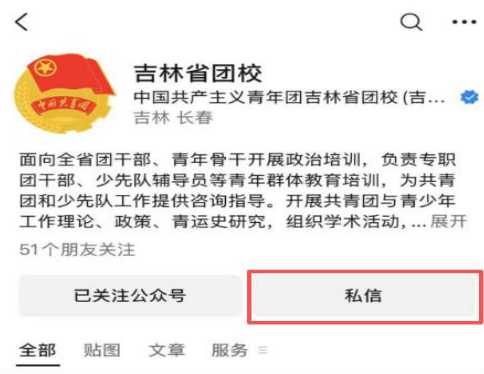 吉林省团校
中国共产主义青年团吉林省团校 (吉...
吉林 长春
中国共青团
面向全省团干部、青年骨干开展政治培训，负责专职
团干部、少先队辅导员等青年群体教育培训，为共青
团和少先队工作提供咨询指导。开展共青团与青少年
工作理论、政策、青运史研究，组织学术活动, ... 展开
51个朋友关注
已关注公众号
私信
全部 贴图 文章 服务